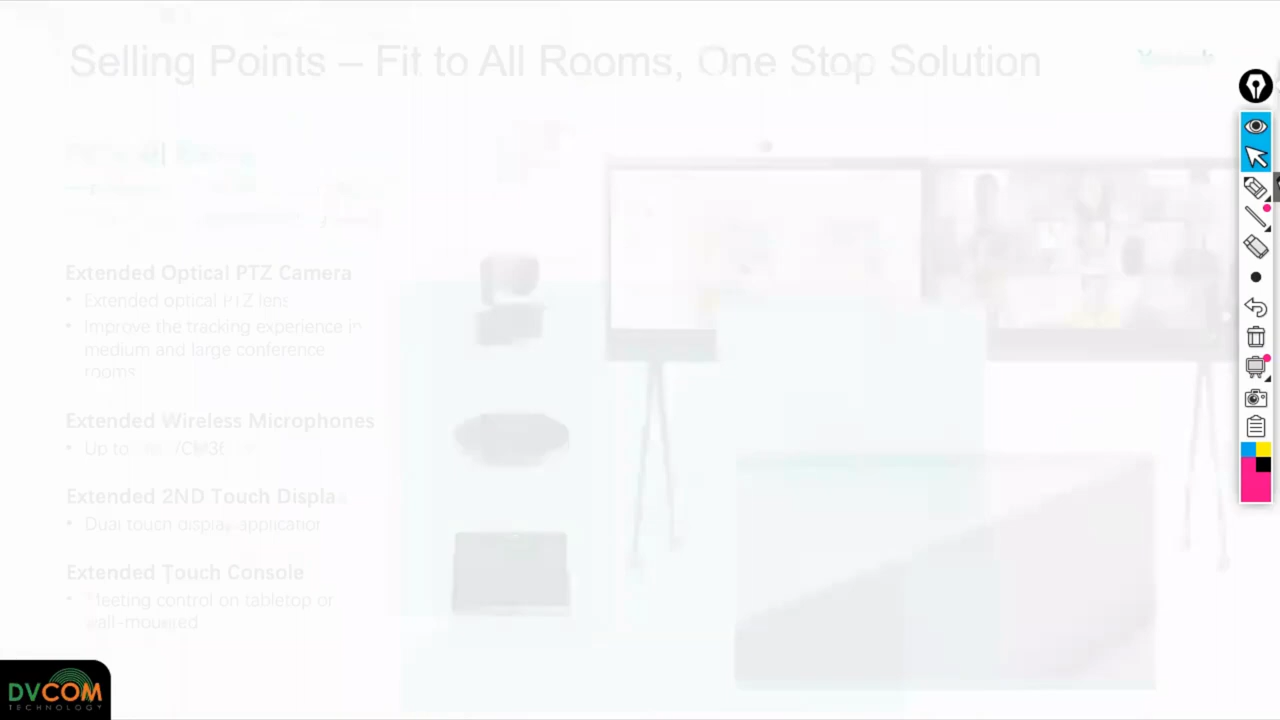 Selling Points – Fit to All Rooms, One Stop Solution
Extended Optical PTZ Camera
• Extended optical PTZ lens
• Improve the tracking experience in
medium and large conference
rooms
Extended Wireless Microphones
• Up to
Extended 2ND Touch Displa
• Dual touch display application
Extended Touch Console
• Meeting control on tabletop or
wall-mounted
DVCOM
TECHNOLOGY